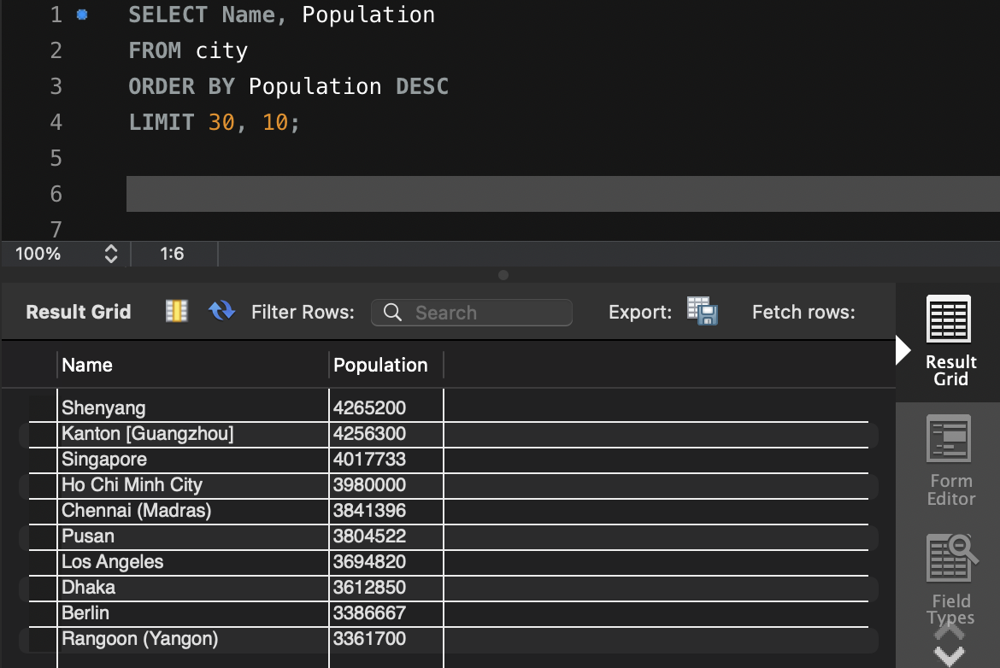 1 SELECT Name, Population
2 FROM city
3 ORDER BY Population DESC
4 LIMIT 30, 10;
5
6
7
100% 1:6
Result Grid Filter Rows: Search Export: Fetch rows:
Name Population
Shenyang 4265200
Kanton [Guangzhou] 4256300
Singapore 4017733
Ho Chi Minh City 3980000
Chennai (Madras) 3841396
Pusan 3804522
Los Angeles 3694820
Dhaka 3612850
Berlin 3386667
Rangoon (Yangon) 3361700
Result
Grid
Form
Editor
Field
Types